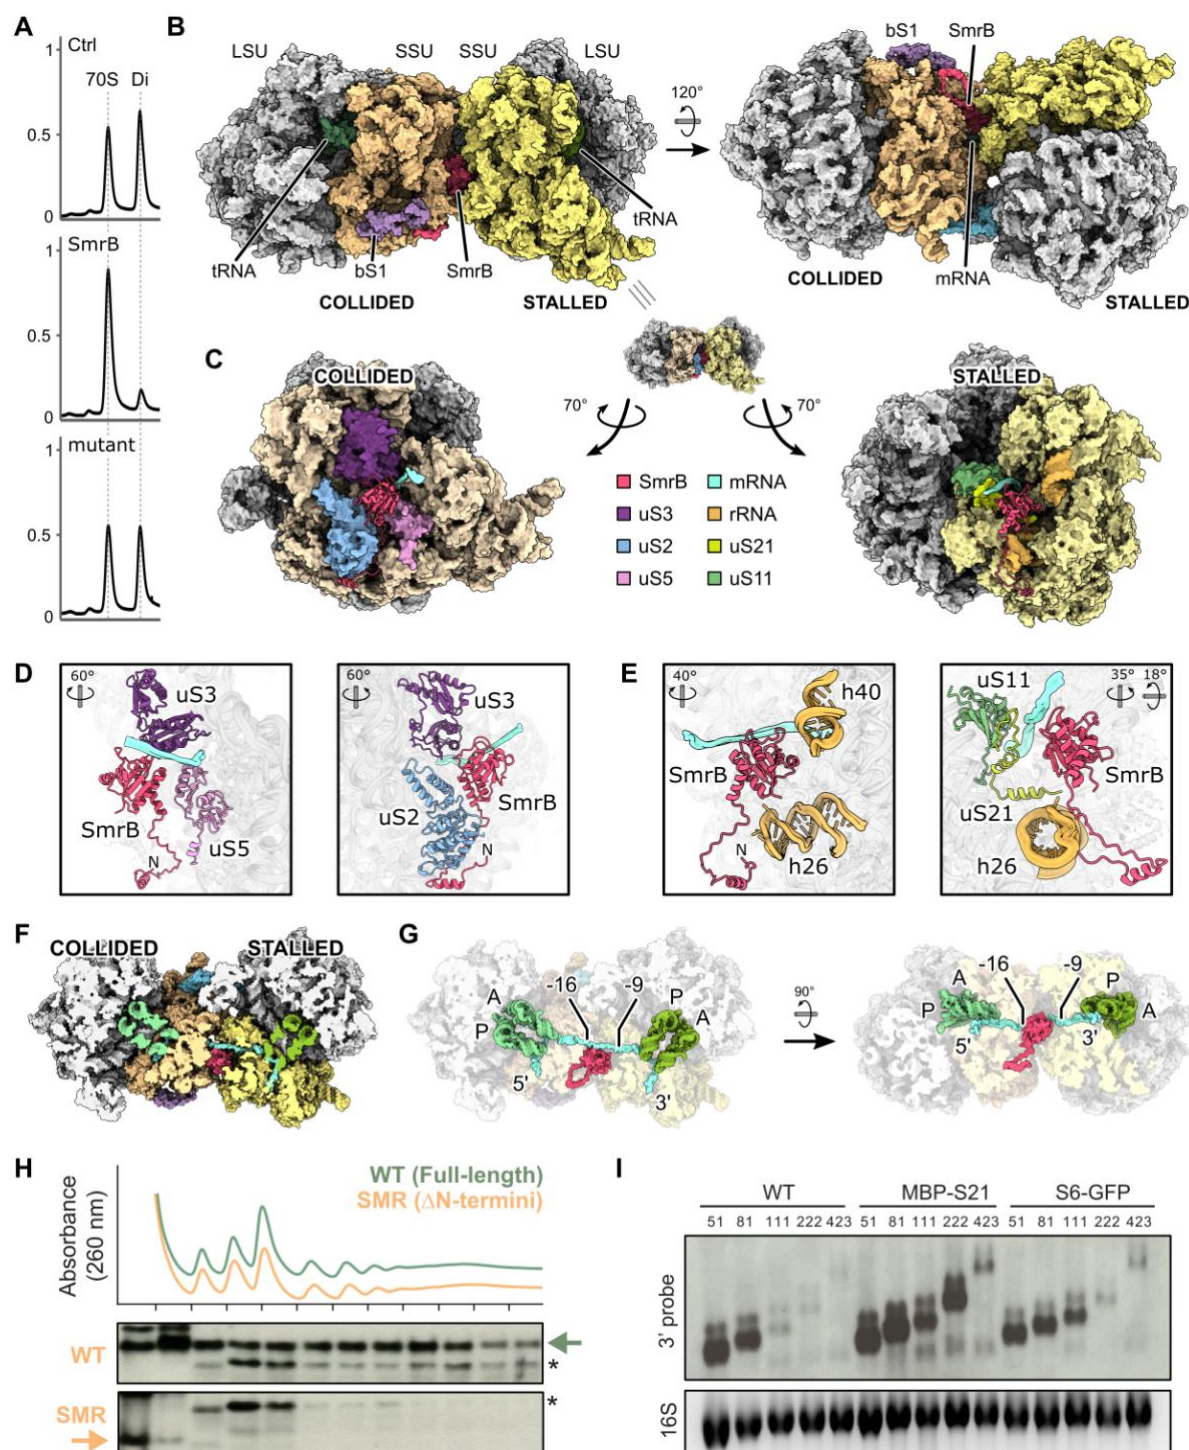 A
Ctrl
1
0.5
0
70S
Di
SmrB
1
0.5
0
mutant
1
0.5
0
B
LSU
SSU
SSU
LSU
tRNA
bS1
SmrB
tRNA
COLLIDED
STALLED
120°
bS1
SmrB
mRNA
COLLIDED
STALLED
C
COLLIDED
70°
70°
STALLED
SmrB
mRNA
uS3
rRNA
uS2
uS21
uS5
uS11
D
60°
uS3
SmrB
N
uS5
60°
uS3
uS2
SmrB
N
E
40°
h40
SmrB
N
h26
uS11
35°
18°
SmrB
uS21
h26
F
COLLIDED
STALLED
G
A
P
-16
-9
P
A
5'
3'
90°
A
P
-16
-9
P
A
5'
3'
H
Absorbance
(260 nm)
WT (Full-length)
SMR (ΔN-termini)
WT
*
SMR
*
I
WT
MBP-S21
S6-GFP
51 81 111 222 423 51 81 111 222 423 51 81 111 222 423
3' probe
16S